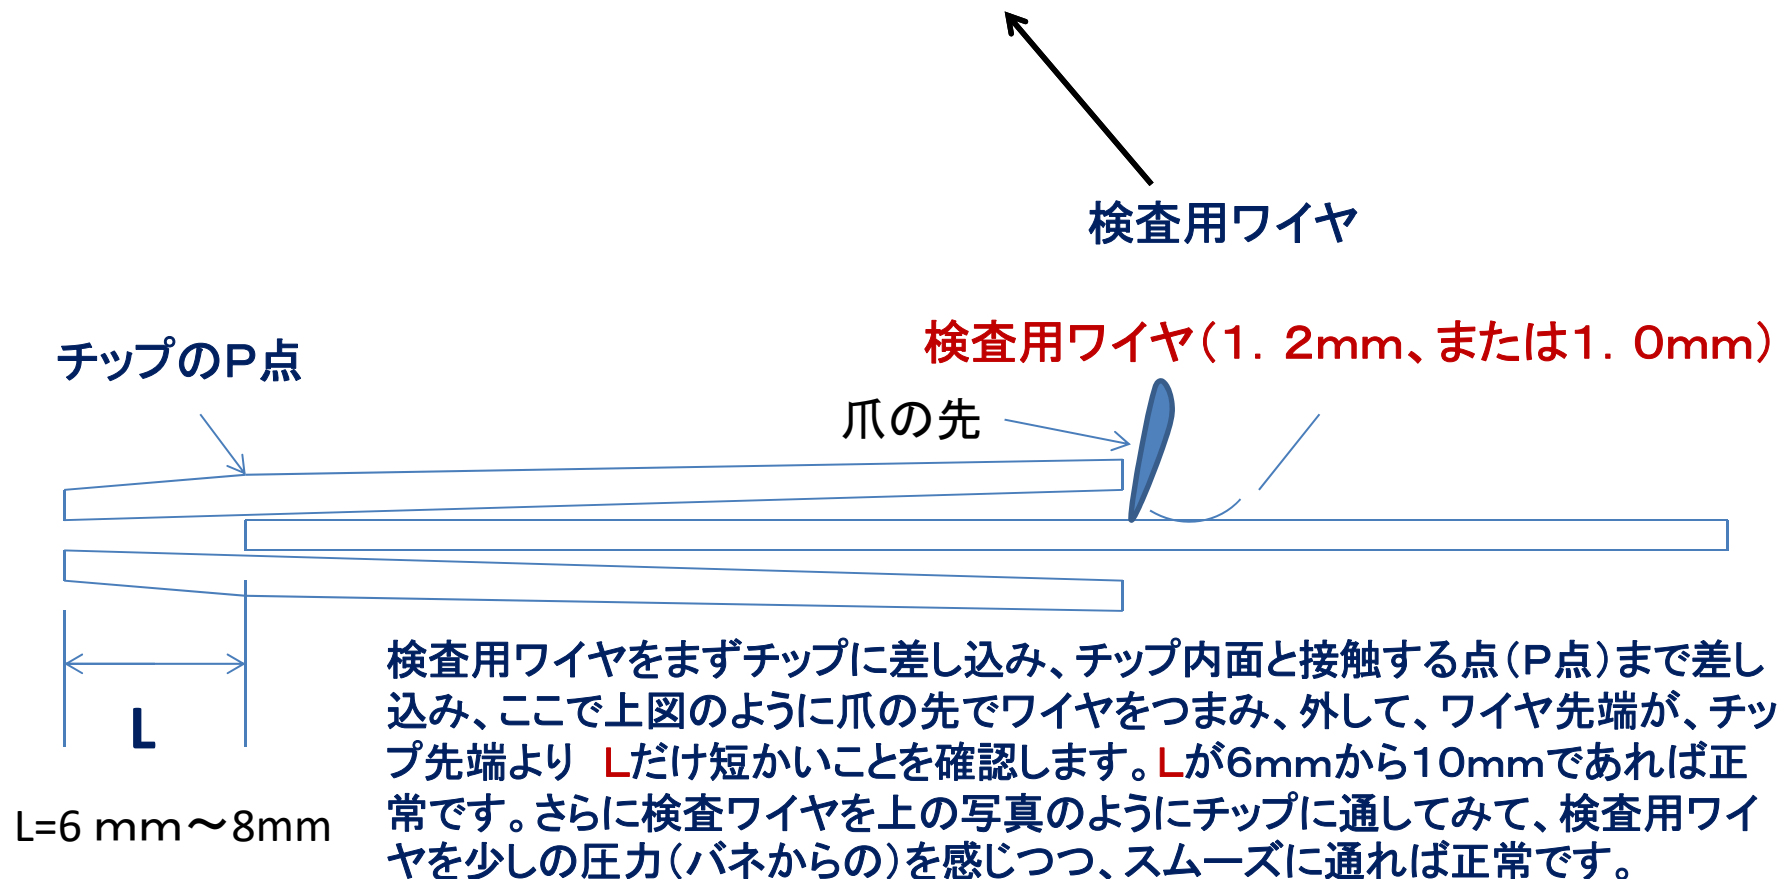 検査用ワイヤ
検査用ワイヤ（１．２ｍｍ、または１．０ｍｍ）
チップのＰ点
爪の先
検査用ワイヤをまずチップに差し込み、チップ内面と接触する点（Ｐ点）まで差し
込み、ここで上図のように爪の先でワイヤをつまみ、外して、ワイヤ先端が、チッ
プ先端より　Ｌだけ短かいことを確認します。Ｌが６ｍｍから１０ｍｍであれば正
常です。さらに検査ワイヤを上の写真のようにチップに通してみて、検査用ワイ
ヤを少しの圧力（バネからの）を感じつつ、スムーズに通れば正常です。
L
L=6 ｍｍ～8mm